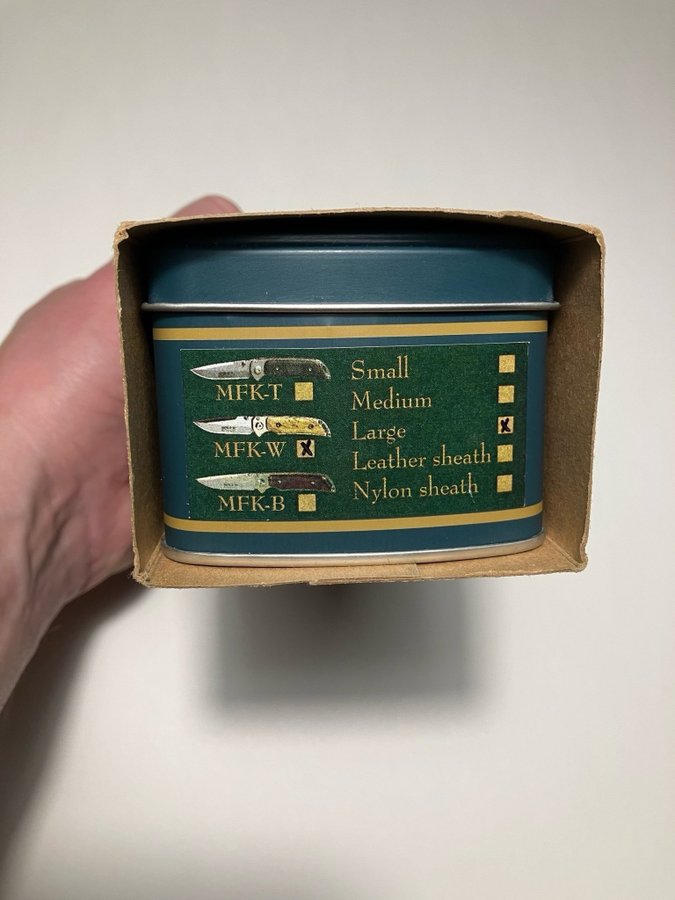 MFK-T
MFK-W X
MFK-B
Small
Medium
Large X
Leather sheath
Nylon sheath